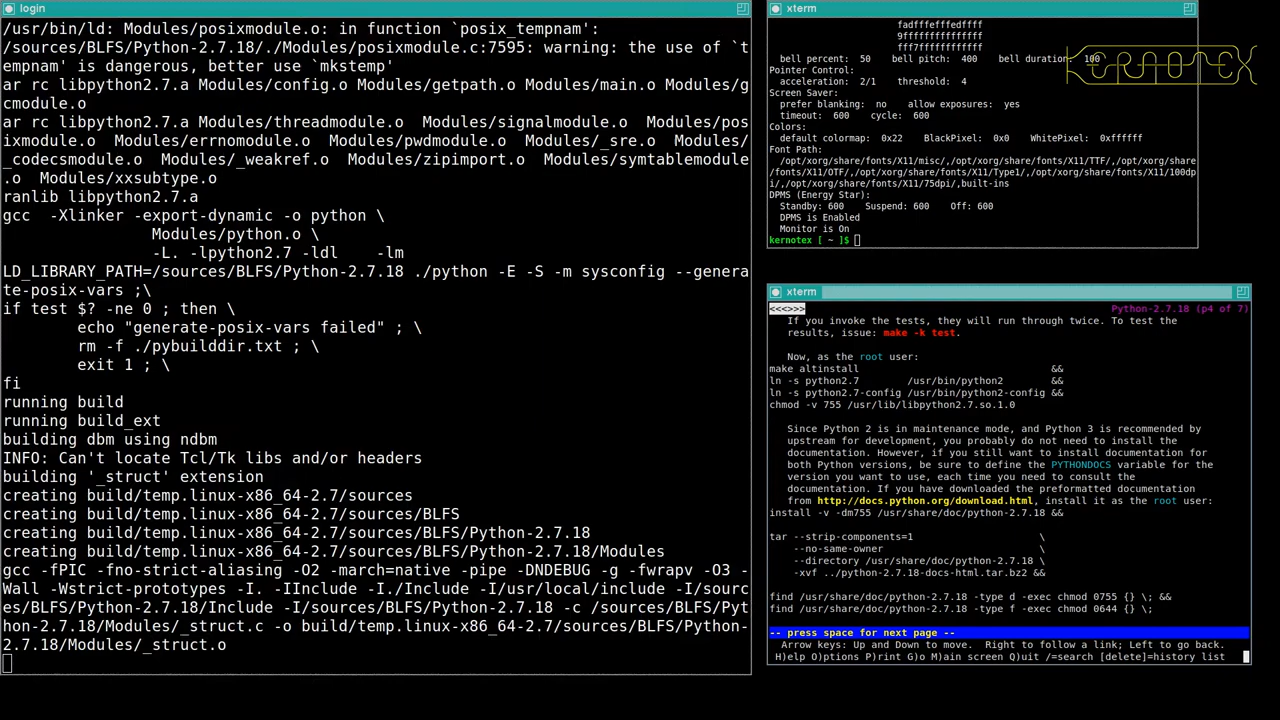 login
/usr/bin/ld: Modules/posixmodule.o: in function `posix_tempnam':
/sources/BLFS/Python-2.7.18/./Modules/posixmodule.c:7595: warning: the use of `t
empnam' is dangerous, better use `mkstemp'
ar rc libpython2.7.a Modules/config.o Modules/getpath.o Modules/main.o Modules/g
cmodule.o
ar rc libpython2.7.a Modules/threadmodule.o  Modules/signalmodule.o  Modules/pos
ixmodule.o  Modules/errnomodule.o  Modules/pwdmodule.o  Modules/_sre.o  Modules/
_codecsmodule.o  Modules/_weakref.o  Modules/zipimport.o  Modules/symtablemodule
.o  Modules/xxsubtype.o
ranlib libpython2.7.a
gcc  -Xlinker -export-dynamic -o python \
                   Modules/python.o \
                   -L. -lpython2.7 -ldl     -lm
LD_LIBRARY_PATH=/sources/BLFS/Python-2.7.18 ./python -E -S -m sysconfig --genera
te-posix-vars ;\
if test $? -ne 0 ; then \
        echo "generate-posix-vars failed" ; \
        rm -f ./pybuilddir.txt ; \
        exit 1 ; \
fi
running build
running build_ext
building dbm using ndbm
INFO: Can't locate Tcl/Tk libs and/or headers
building '_struct' extension
creating build/temp.linux-x86_64-2.7/sources
creating build/temp.linux-x86_64-2.7/sources/BLFS
creating build/temp.linux-x86_64-2.7/sources/BLFS/Python-2.7.18
creating build/temp.linux-x86_64-2.7/sources/BLFS/Python-2.7.18/Modules
gcc -fPIC -fno-strict-aliasing -O2 -march=native -pipe -DNDEBUG -g -fwrapv -O3 -
Wall -Wstrict-prototypes -I. -IInclude -I./Include -I/usr/local/include -I/sourc
es/BLFS/Python-2.7.18/Include -I/sources/BLFS/Python-2.7.18 -c /sources/BLFS/Pyt
hon-2.7.18/Modules/_struct.c -o build/temp.linux-x86_64-2.7/sources/BLFS/Python-
2.7.18/Modules/_struct.o
xterm
fadfffefffedffff
9fffffffffffffff
fff7ffffffffffff
bell percent:  50    bell pitch:  400    bell duration:  100
Pointer Control:
acceleration:  2/1    threshold:  4
Screen Saver:
prefer blanking:  no    allow exposures:  yes
timeout:  600    cycle:  600
Colors:
default colormap:  0x22    BlackPixel:  0x0    WhitePixel:  0xffffff
Font Path:
/opt/xorg/share/fonts/X11/misc/,/opt/xorg/share/fonts/X11/TTF/,/opt/xorg/share
/fonts/X11/OTF/,/opt/xorg/share/fonts/X11/Type1/,/opt/xorg/share/fonts/X11/100dp
i/,/opt/xorg/share/fonts/X11/75dpi/,built-ins
DPMS (Energy Star):
Standby: 600    Suspend: 600    Off: 600
DPMS is Enabled
Monitor is On
kernotex [ ~ ]$
KERNOTEX
xterm
<<<>>>                    Python-2.7.18 (p4 of 7)
If you invoke the tests, they will run through twice. To test the
results, issue: make -k test.
Now, as the root user:
make altinstall                                &&
ln -s python2.7        /usr/bin/python2        &&
ln -s python2.7-config /usr/bin/python2-config &&
chmod -v 755 /usr/lib/libpython2.7.so.1.0
Since Python 2 is in maintenance mode, and Python 3 is recommended by
upstream for development, you probably do not need to install the
documentation. However, if you still want to install documentation for
both Python versions, be sure to define the PYTHONDOCS variable for the
version you want to use, each time you need to consult the
documentation. If you have downloaded the preformatted documentation
from http://docs.python.org/download.html, install it as the root user:
install -v -dm755 /usr/share/doc/python-2.7.18 &&
tar --strip-components=1                     \
    --no-same-owner                          \
    --directory /usr/share/doc/python-2.7.18 \
    -xvf ../python-2.7.18-docs-html.tar.bz2 &&
find /usr/share/doc/python-2.7.18 -type d -exec chmod 0755 {} \; &&
find /usr/share/doc/python-2.7.18 -type f -exec chmod 0644 {} \;
-- press space for next page --
Arrow keys: Up and Down to move.  Right to follow a link; Left to go back.
H)elp O)ptions P)rint G)o M)ain screen Q)uit /=search [delete]=history list